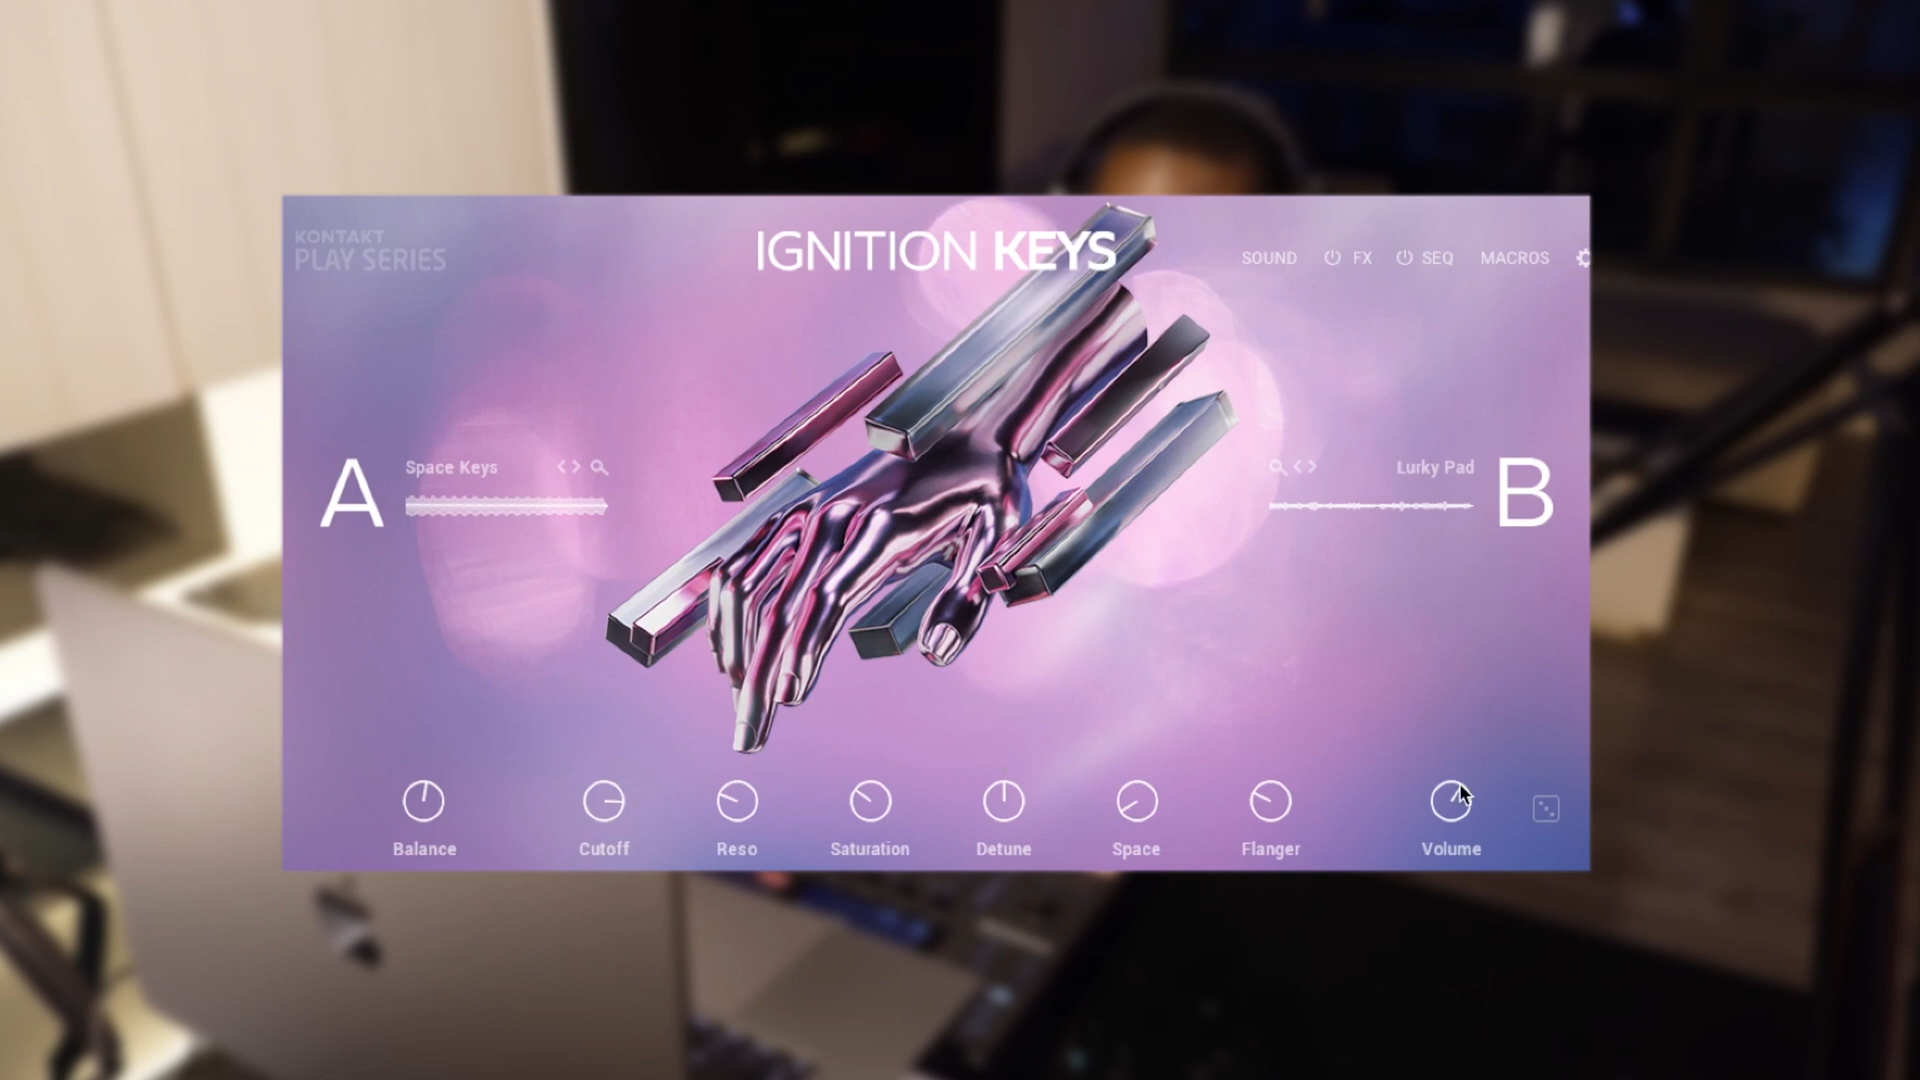 KONTAKT
PLAY SERIES
IGNITION KEYS
SOUND FX SEQ MACROS
A Space Keys
Lurky Pad B
Balance Cutoff Reso Saturation Detune Space Flanger Volume